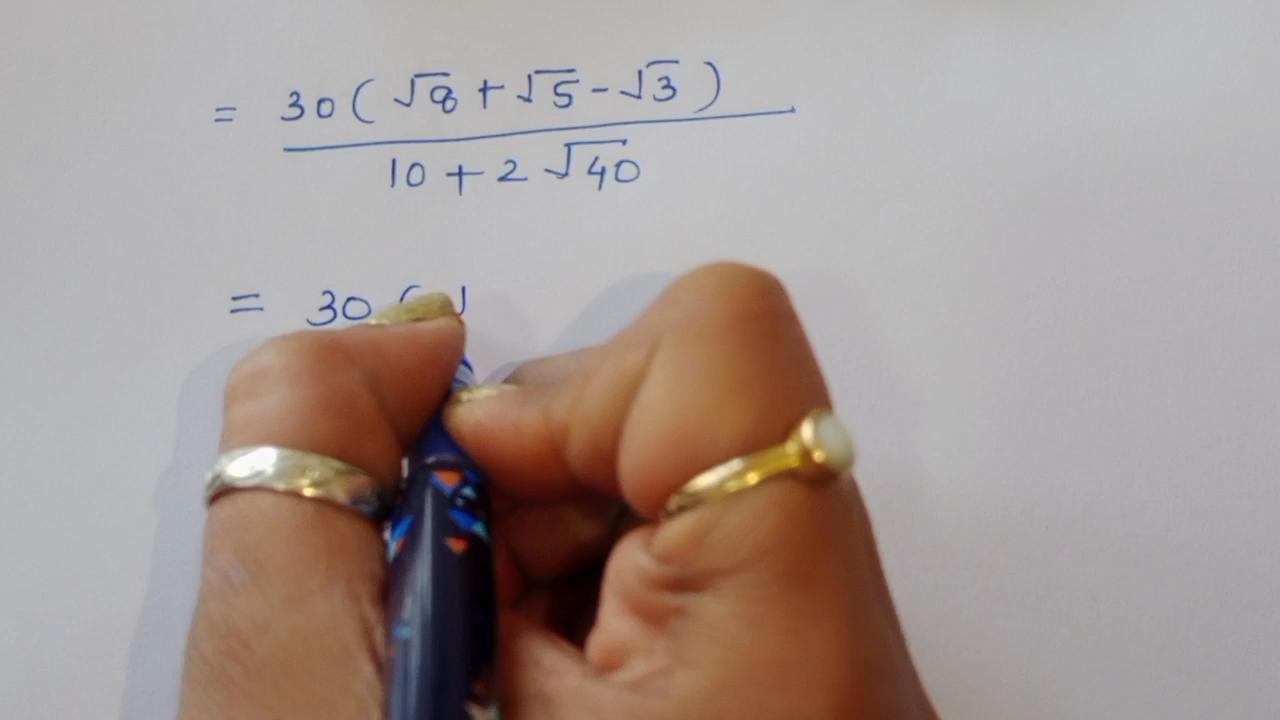 = 30 ( √8 + √5 - √3 )
10 + 2 √40
= 30 ( √